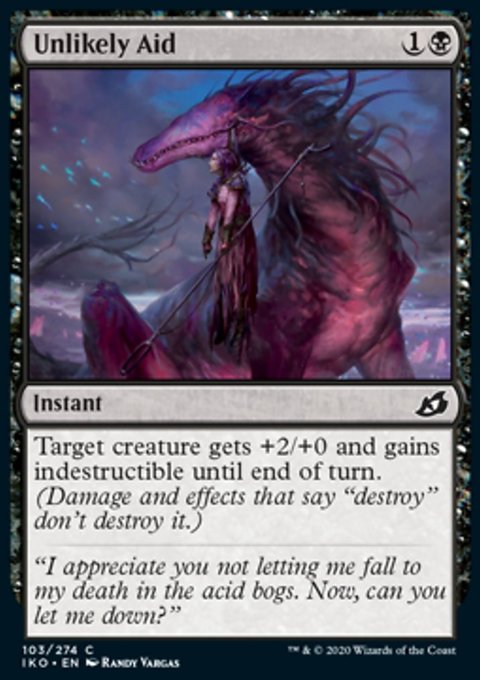 Unlikely Aid
1
Instant
Target creature gets +2/+0 and gains
indestructible until end of turn.
(Damage and effects that say “destroy”
don’t destroy it.)
“I appreciate you not letting me fall to
my death in the acid bogs. Now, can you
let me down?”
103/274 C
IKO • EN Randy Vargas
™ & © 2020 Wizards of the Coast